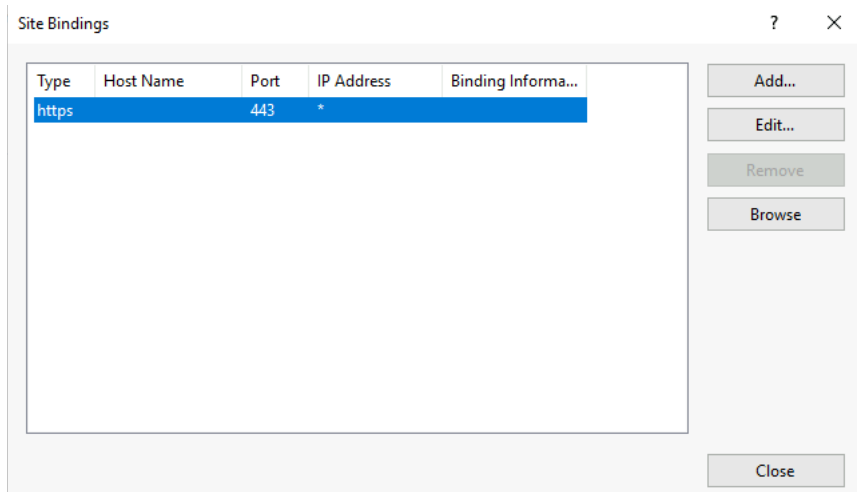 Site Bindings
? ×
Type Host Name Port IP Address Binding Informa...
https 443 *
Add...
Edit...
Remove
Browse
Close